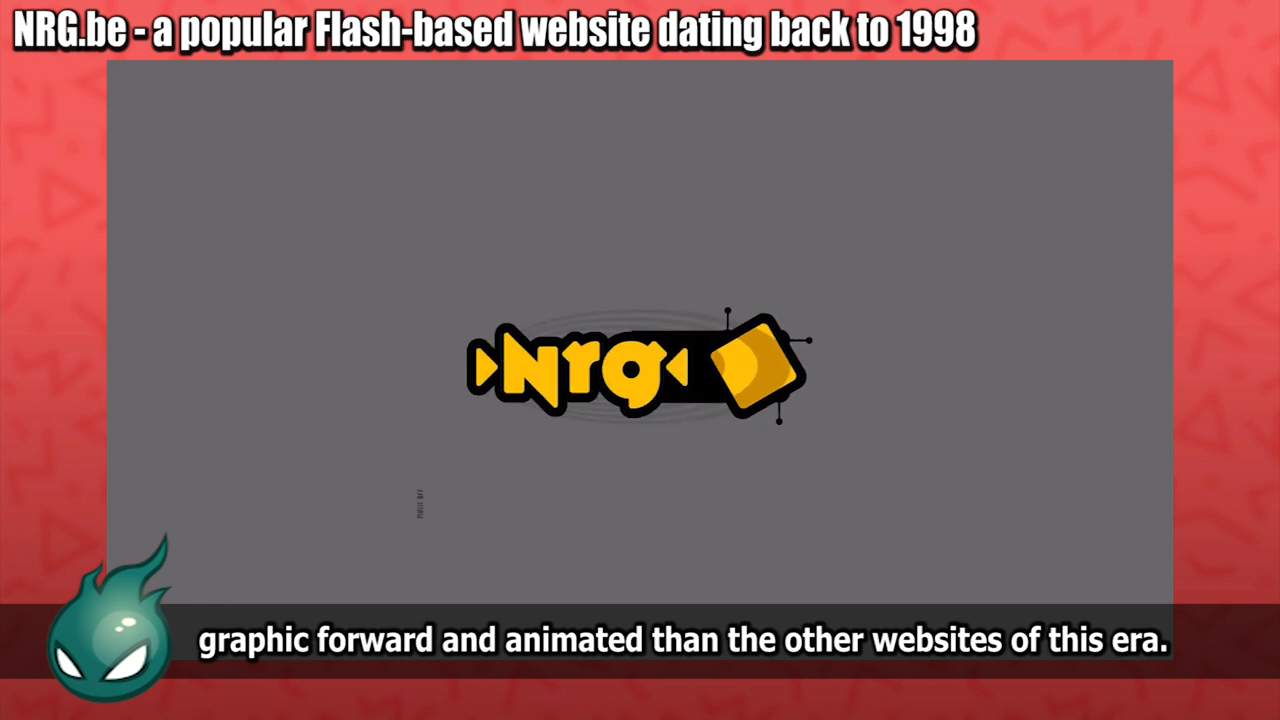 NRG.be - a popular Flash-based website dating back to 1998
Nrg
graphic forward and animated than the other websites of this era.